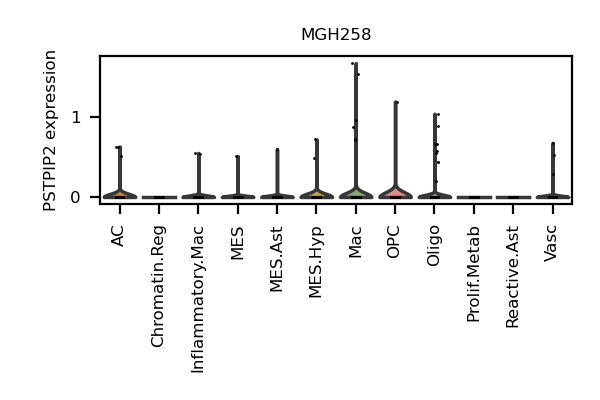 MGH258
PSTPIP2 expression
1
0
AC
Chromatin.Reg
Inflammatory.Mac
MES
MES.Ast
MES.Hyp
Mac
OPC
Oligo
Prolif.Metab
Reactive.Ast
Vasc